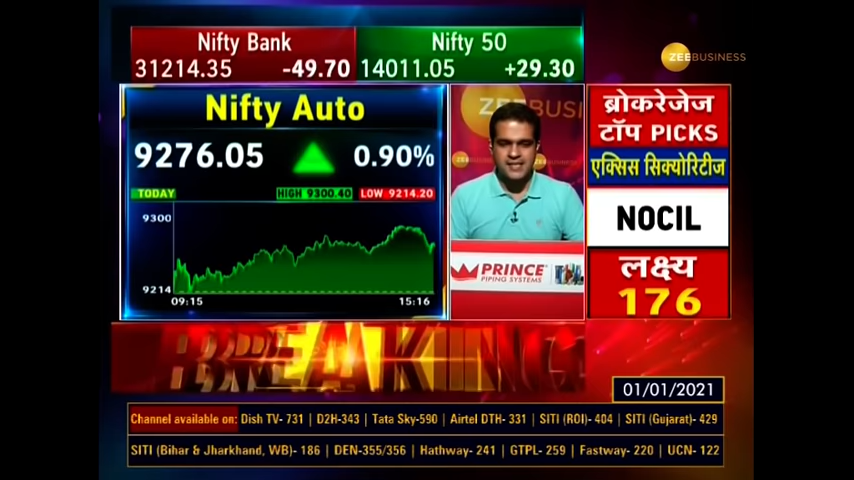 Nifty Bank
31214.35 -49.70
Nifty 50
14011.05 +29.30
ZEEBUSINESS
Nifty Auto
9276.05 0.90%
TODAY HIGH 9300.40 LOW 9214.20
9300
9214
09:15 15:16
ZEEBUSI
ZEEBUSINESS
PRINCE
PIPING SYSTEMS
ब्रोकरेजेज
टॉप PICKS
एक्सिस सिक्योरिटीज
NOCIL
लक्ष्य
176
BREAKING
01/01/2021
Channel available on: Dish TV- 731 | D2H-343 | Tata Sky-590 | Airtel DTH- 331 | SITI (ROI)- 404 | SITI (Gujarat)- 429
SITI (Bihar & Jharkhand, WB)- 186 | DEN-355/356 | Hathway- 241 | GTPL- 259 | Fastway- 220 | UCN- 122